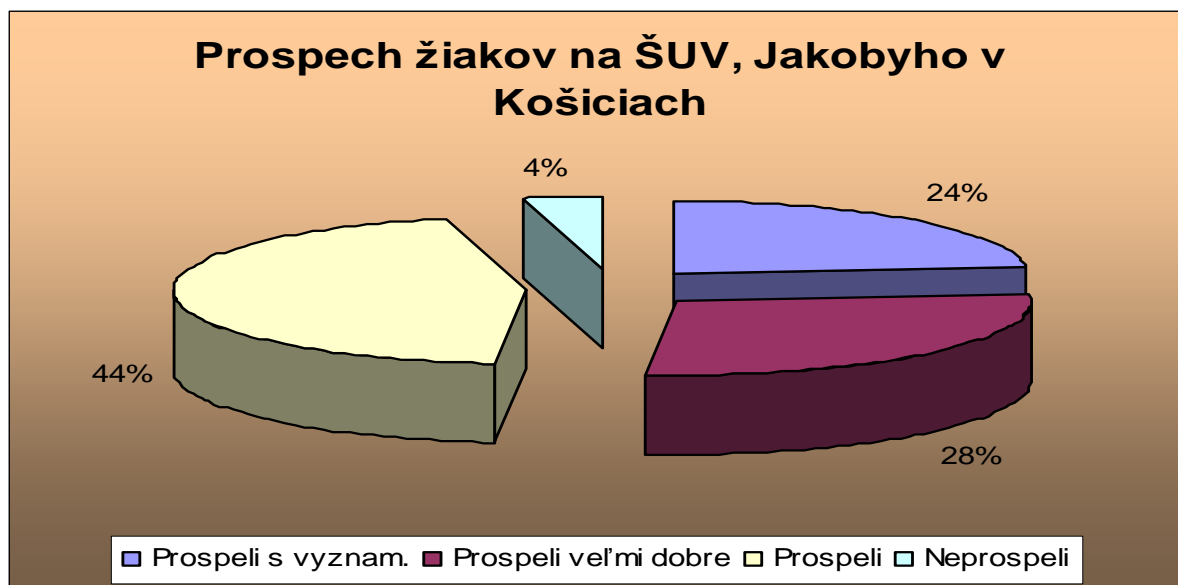 Prospech žiakov na ŠUV, Jakobyho v
Košiciach
4%
24%
44%
28%
Prospeli s vyznam. Prospeli veľmi dobre Prospeli Neprospeli